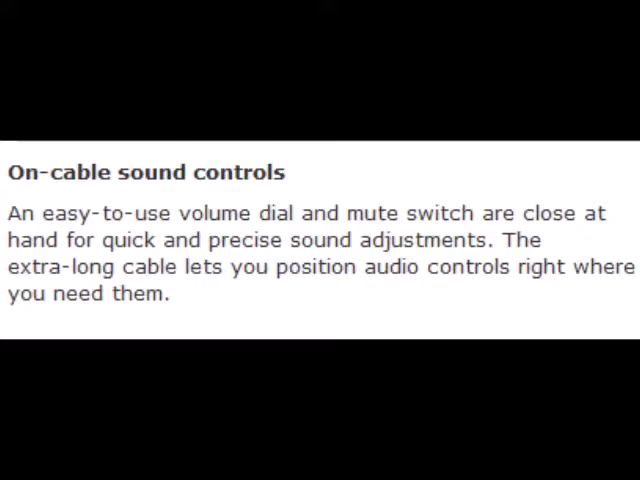 On-cable sound controls
An easy-to-use volume dial and mute switch are close at
hand for quick and precise sound adjustments. The
extra-long cable lets you position audio controls right where
you need them.